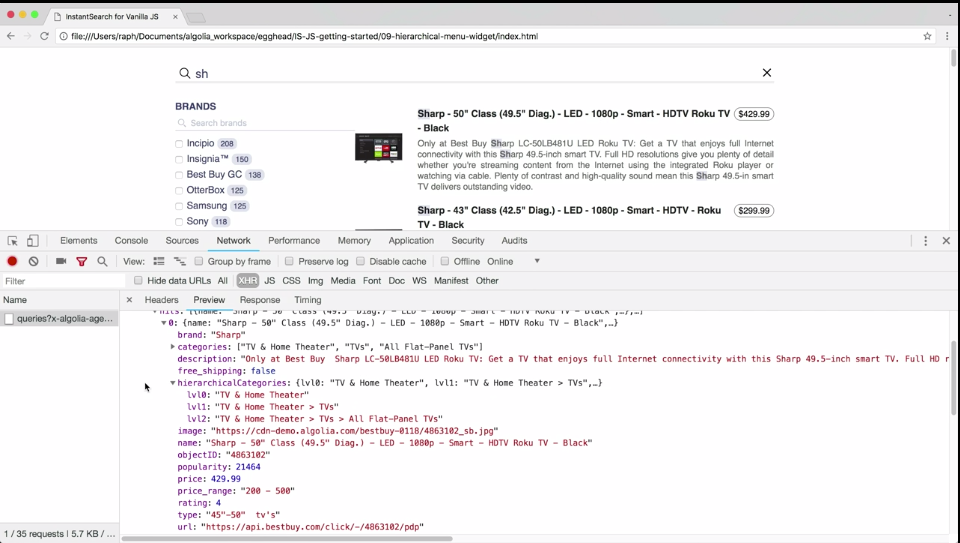 InstantSearch for Vanilla JS
file:///Users/raph/Documents/algolia_workspace/egghead/IS-JS-getting-started/09-hierarchical-menu-widget/index.html
sh
BRANDS
Search brands
Incipio 208
Insignia™ 150
Best Buy GC 138
OtterBox 125
Samsung 125
Sony 118
Sharp - 50" Class (49.5" Diag.) - LED - 1080p - Smart - HDTV Roku TV - Black
$429.99
Only at Best Buy Sharp LC-50LB481U LED Roku TV: Get a TV that enjoys full Internet
connectivity with this Sharp 49.5-inch smart TV. Full HD resolutions give you plenty of detail
whether you're streaming content from the Internet using the integrated Roku player or
watching via cable. Plenty of contrast and high-quality sound mean this Sharp 49.5-in smart
TV delivers outstanding video.
Sharp - 43" Class (42.5" Diag.) - LED - 1080p - Smart - HDTV - Roku
TV - Black
$299.99
Elements Console Sources Network Performance Memory Application Security Audits
View: Group by frame Preserve log Disable cache Offline Online
Filter Hide data URLs All XHR JS CSS Img Media Font Doc WS Manifest Other
Name Headers Preview Response Timing
queries?x-algolia-age...
hits: [{name: "Sharp - 50" Class (49.5" Diag.) - LED - 1080p - Smart - HDTV Roku TV - Black",…},…]
0: {name: "Sharp - 50" Class (49.5" Diag.) - LED - 1080p - Smart - HDTV Roku TV - Black",…}
brand: "Sharp"
categories: ["TV & Home Theater", "TVs", "All Flat-Panel TVs"]
description: "Only at Best Buy Sharp LC-50LB481U LED Roku TV: Get a TV that enjoys full Internet connectivity with this Sharp 49.5-inch smart TV. Full HD r
free_shipping: false
hierarchicalCategories: {lvl0: "TV & Home Theater", lvl1: "TV & Home Theater > TVs",…}
lvl0: "TV & Home Theater"
lvl1: "TV & Home Theater > TVs"
lvl2: "TV & Home Theater > TVs > All Flat-Panel TVs"
image: "https://cdn-demo.algolia.com/bestbuy-0118/4863102_sb.jpg"
name: "Sharp - 50" Class (49.5" Diag.) - LED - 1080p - Smart - HDTV Roku TV - Black"
objectID: "4863102"
popularity: 21464
price: 429.99
price_range: "200 - 500"
rating: 4
type: "45"-50" tv's"
url: "https://api.bestbuy.com/click/-/4863102/pdp"
1 / 35 requests | 5.7 KB / ...